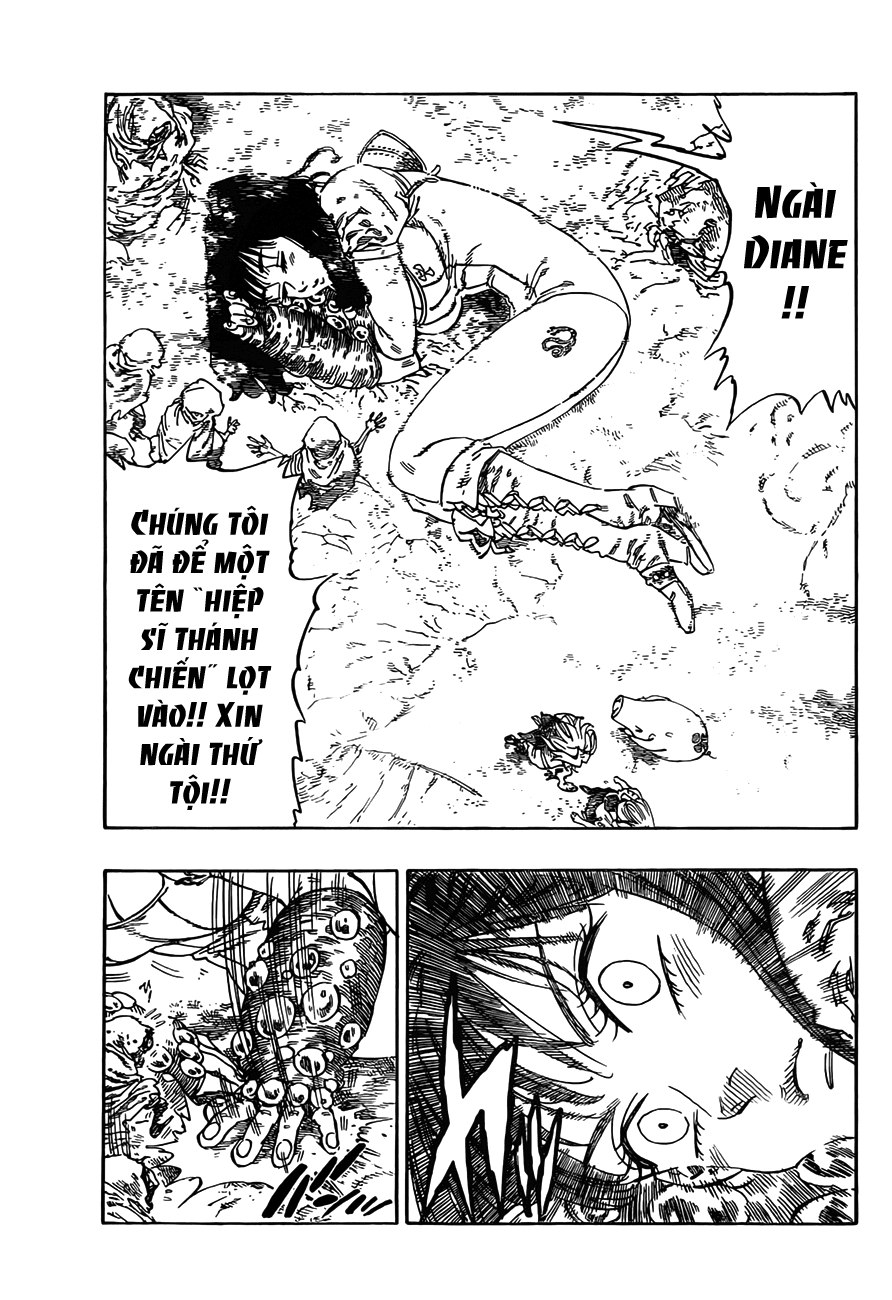 NGÀI
DIANE
!!
CHÚNG TÔI
ĐÃ ĐỂ MỘT
TÊN "HIỆP
SĨ THÁNH
CHIẾN" LỌT
VÀO!! XIN
NGÀI THỨ
TỘI!!